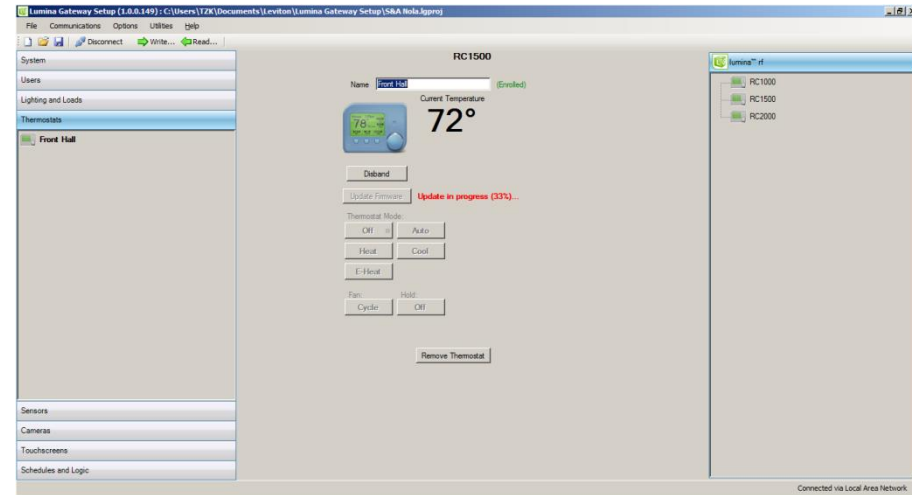 Lumina Gateway Setup (1.0.0.149) : C:\Users\TZK\Documents\Leviton\Lumina Gateway Setup\S&A Nola.lgproj
File Communications Options Utilities Help
Disconnect Write... Read...
System
Users
Lighting and Loads
Thermostats
Front Hall
Sensors
Cameras
Touchscreens
Schedules and Logic
RC1500
Name Front Hall (Enrolled)
Current Temperature
72°
78
Disband
Update Firmware Update in progress (33%)...
Thermostat Mode:
Off Auto
Heat Cool
E-Heat
Fan: Hold:
Cycle Off
Remove Thermostat
lumina™ rf
RC1000
RC1500
RC2000
Connected via Local Area Network